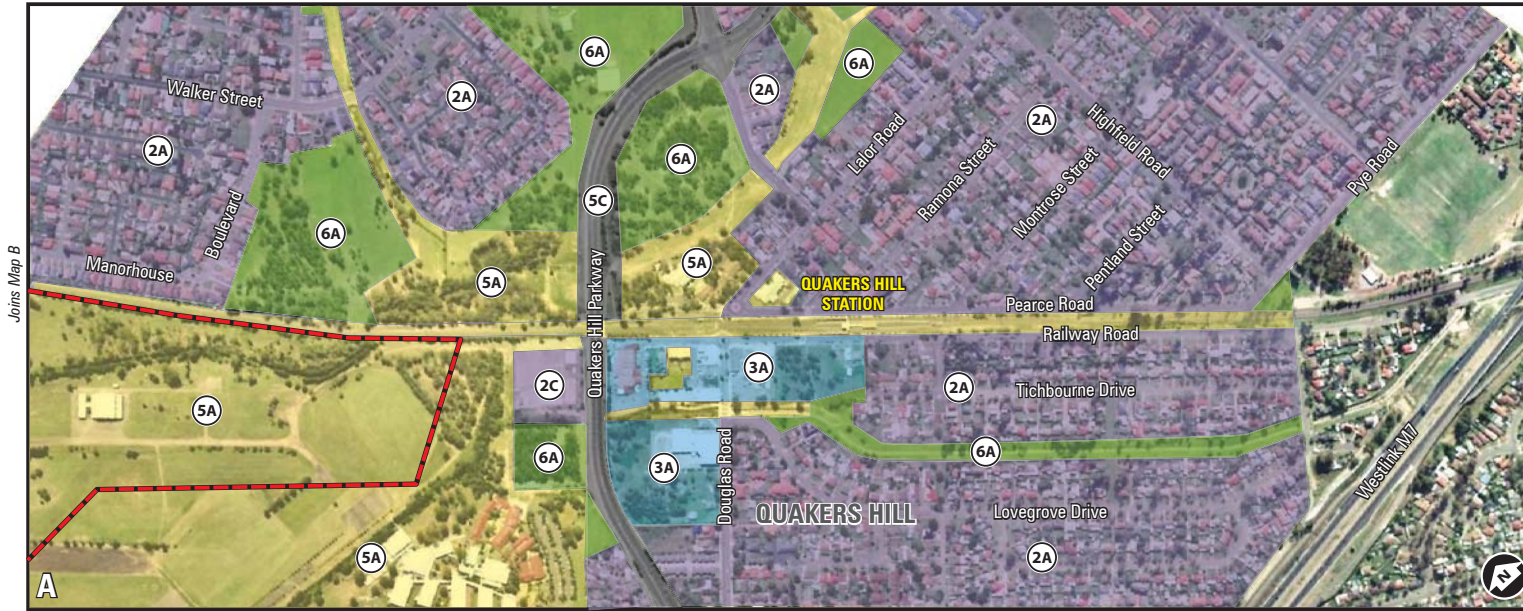 6A
6A
2A
2A
2A
Walker Street
Lalor Road
Highfield Road
2A
6A
Ramona Street
Montrose Street
Pye Road
5C
Boulevard
6A
Pentland Street
Manorhouse
5A
5A
QUAKERS HILL
STATION
Joins Map B
Pearce Road
Railway Road
Quakers Hill Parkway
3A
2C
2A
Tichbourne Drive
5A
6A
3A
6A
Douglas Road
Westlink M7
QUAKERS HILL
Lovegrove Drive
5A
2A
A
N